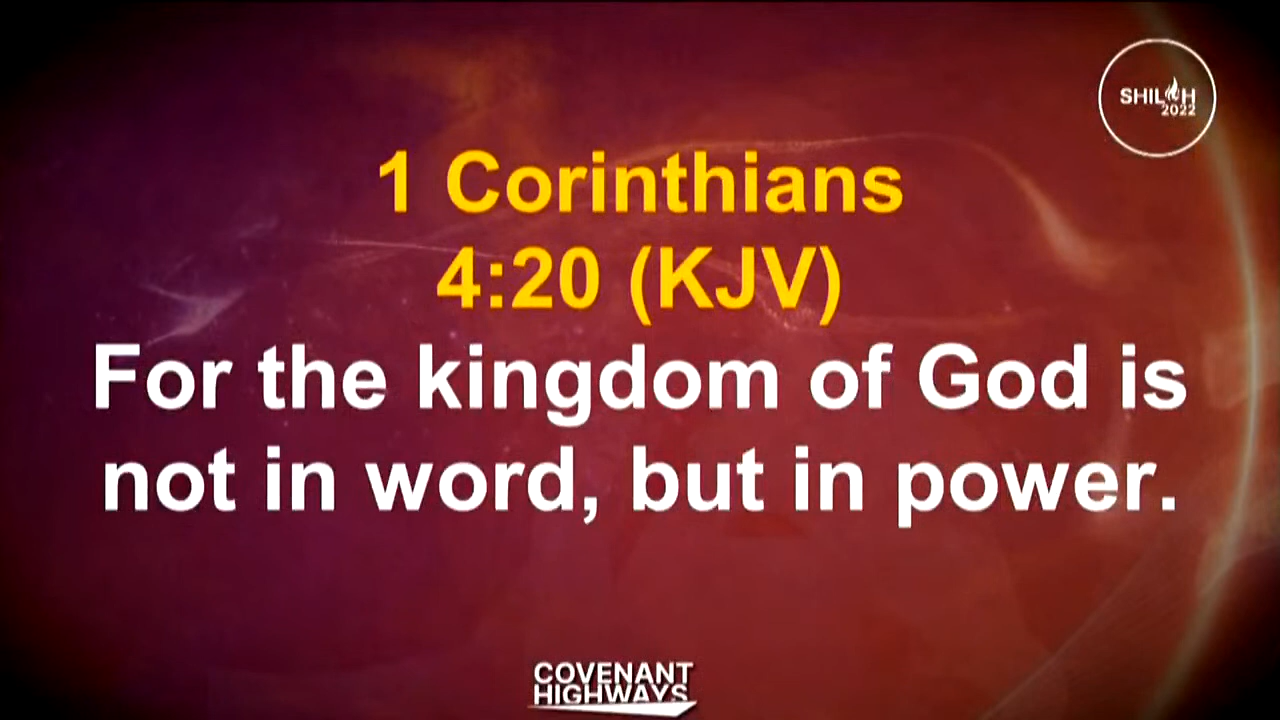 SHILOH
2022
1 Corinthians
4:20 (KJV)
For the kingdom of God is
not in word, but in power.
COVENANT
HIGHWAYS